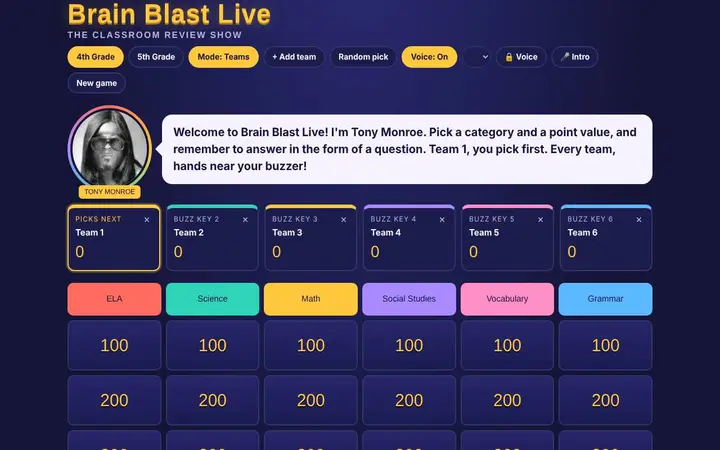 Brain Blast Live
THE CLASSROOM REVIEW SHOW
4th Grade 5th Grade Mode: Teams + Add team Random pick Voice: On 🔒 Voice 🎤 Intro
New game
Welcome to Brain Blast Live! I'm Tony Monroe. Pick a category and a point value, and
remember to answer in the form of a question. Team 1, you pick first. Every team,
hands near your buzzer!
TONY MONROE
PICKS NEXT × BUZZ KEY 2 × BUZZ KEY 3 × BUZZ KEY 4 × BUZZ KEY 5 × BUZZ KEY 6 ×
Team 1 Team 2 Team 3 Team 4 Team 5 Team 6
0 0 0 0 0 0
ELA Science Math Social Studies Vocabulary Grammar
100 100 100 100 100 100
200 200 200 200 200 200